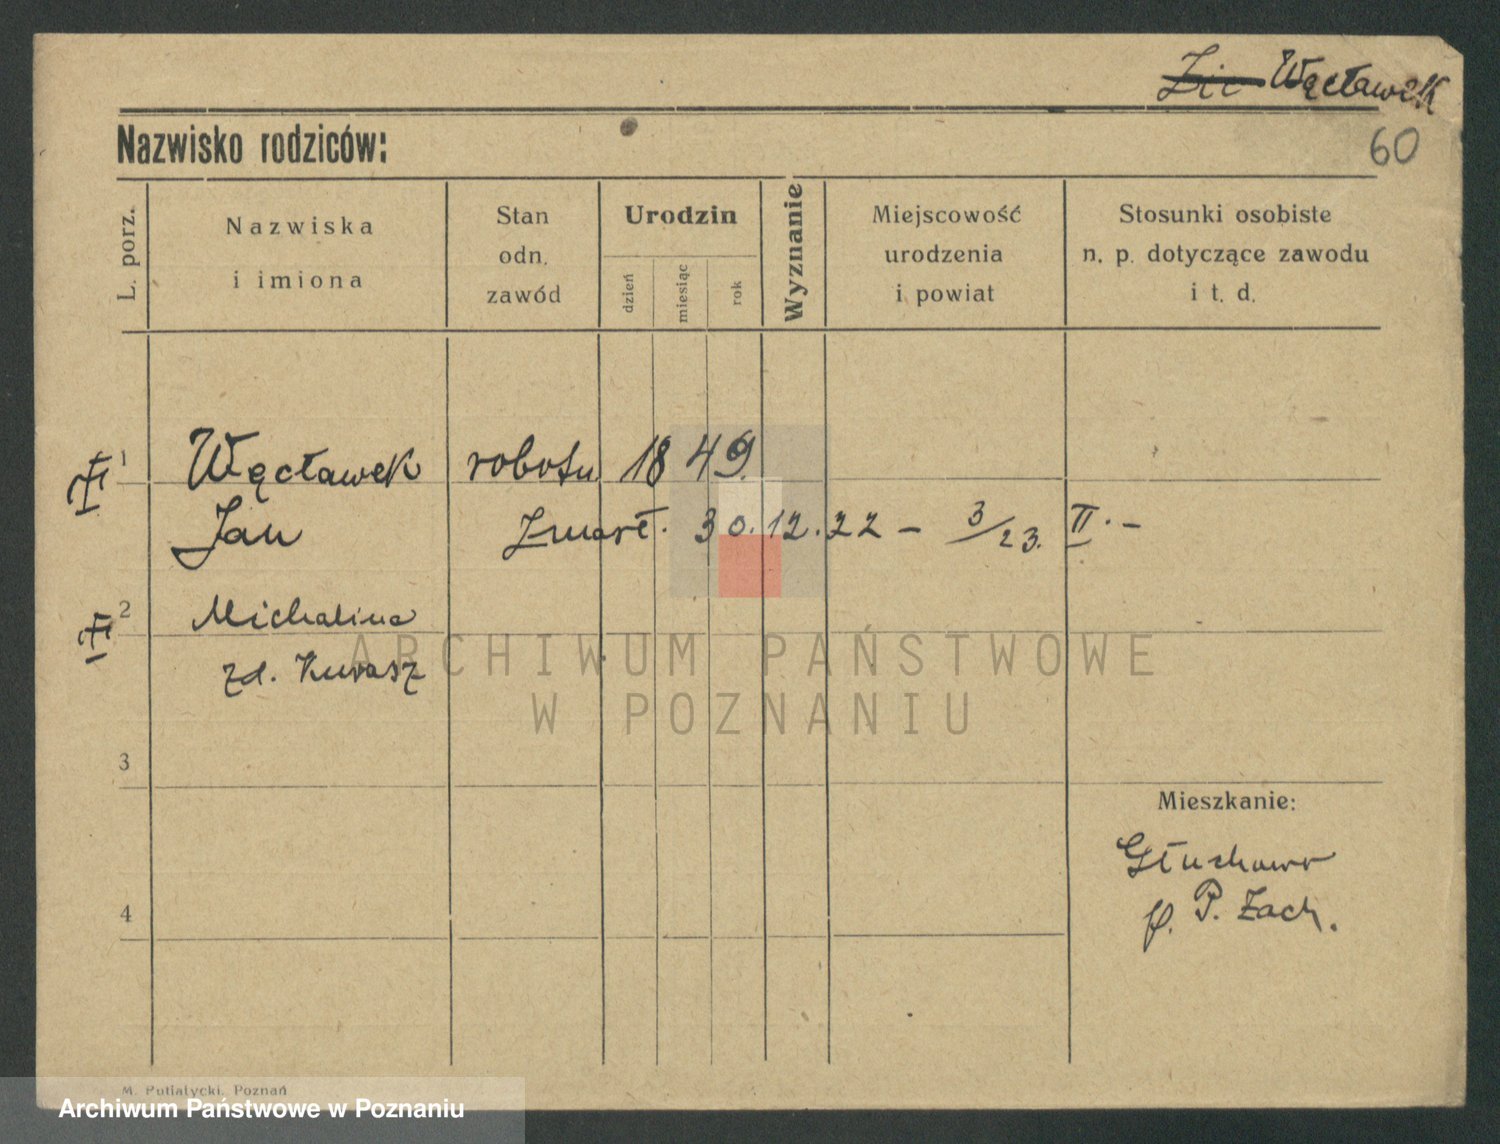 Zic Węcławek
60
Nazwisko rodziców:
L. porz.
Nazwiska
i imiona
Stan
odn.
zawód
Urodzin
dzień
miesiąc
rok
Wyznanie
Miejscowość
urodzenia
i powiat
Stosunki osobiste
n. p. dotyczące zawodu
i t. d.
1
Węcławek robotn 1849.
Jan Zmarł. 30.12.22 – 3/23. II. –
2
Michalina
zd. Kurasz
ARCHIWUM PAŃSTWOWE
W POZNANIU
3
Mieszkanie:
Głuchowo
p. P. Zach.
4
M. Putiatycki, Poznań
Archiwum Państwowe w Poznaniu